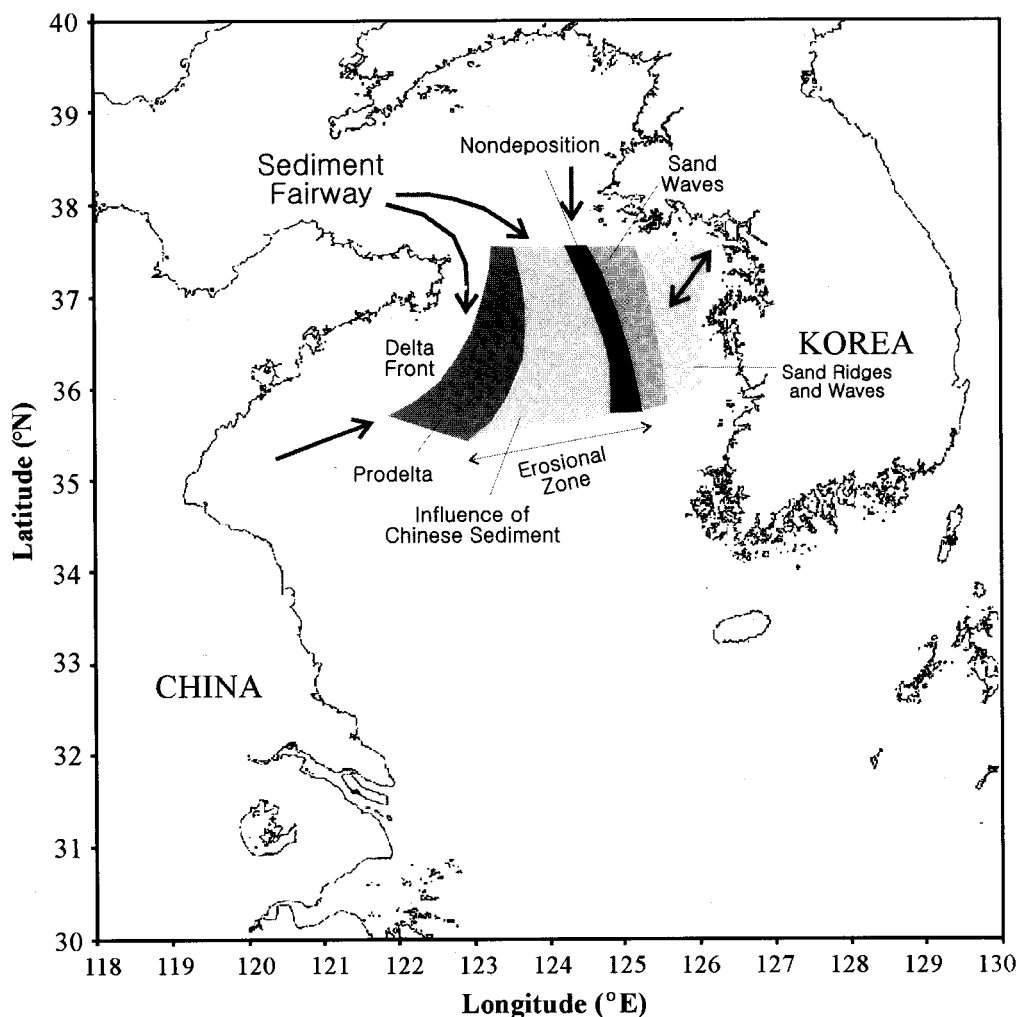 40
39
38
37
36
35
34
33
32
31
30
Latitude (°N)
Sediment
Fairway
Nondeposition
Sand
Waves
Delta
Front
KOREA
Sand Ridges
and Waves
Prodelta
Erosional
Zone
Influence of
Chinese Sediment
CHINA
118 119 120 121 122 123 124 125 126 127 128 129 130
Longitude (°E)